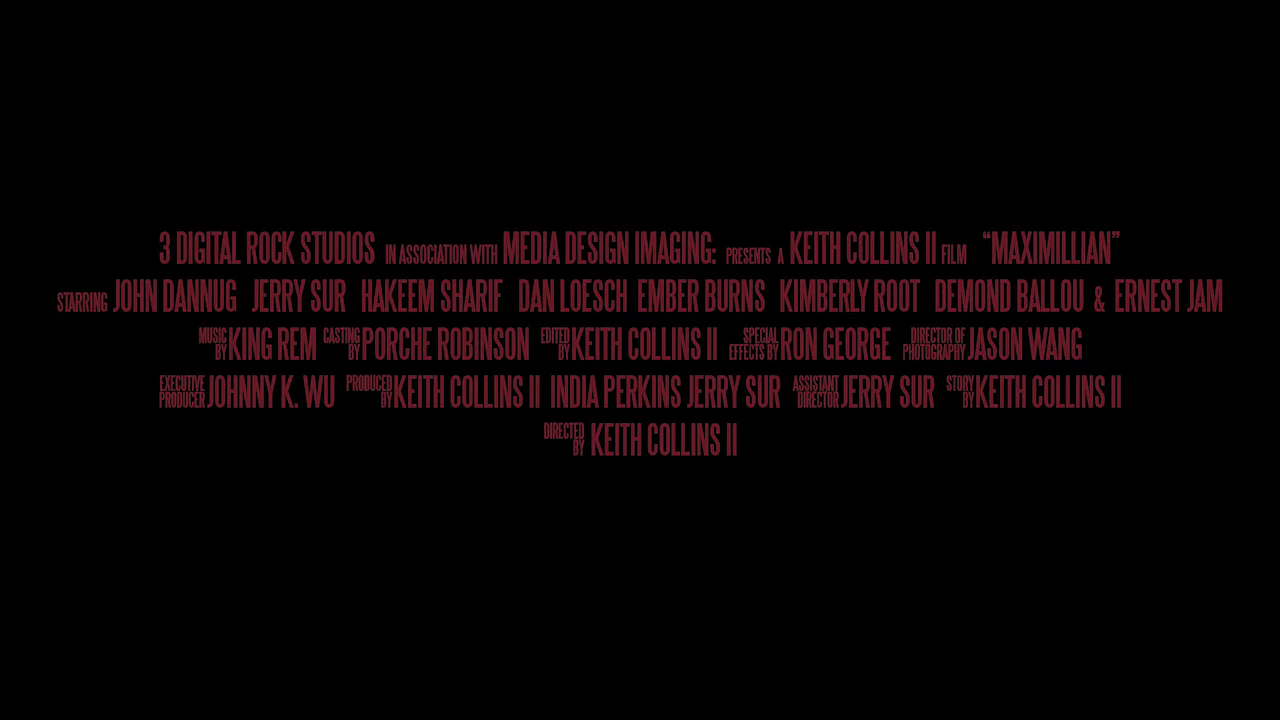 3 DIGITAL ROCK STUDIOS IN ASSOCIATION WITH MEDIA DESIGN IMAGING: PRESENTS A KEITH COLLINS II FILM “MAXIMILLIAN”
STARRING JOHN DANNUG JERRY SUR HAKEEM SHARIF DAN LOESCH EMBER BURNS KIMBERLY ROOT DEMOND BALLOU & ERNEST JAM
MUSIC BY KING REM CASTING BY PORCHE ROBINSON EDITED BY KEITH COLLINS II SPECIAL EFFECTS BY RON GEORGE DIRECTOR OF PHOTOGRAPHY JASON WANG
EXECUTIVE PRODUCER JOHNNY K. WU PRODUCED BY KEITH COLLINS II INDIA PERKINS JERRY SUR ASSISTANT DIRECTOR JERRY SUR STORY BY KEITH COLLINS II
DIRECTED BY KEITH COLLINS II